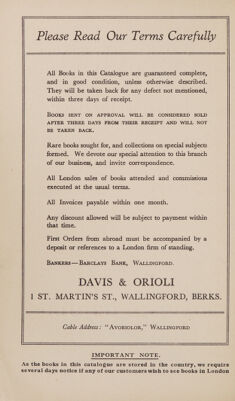 Please Read Our Terms Carefully
All Books in this Catalogue are guaranteed complete,
and in good condition, unless otherwise described.
They will be taken back for any defect not mentioned,
within three days of receipt.
BOOKS SENT ON APPROVAL WILL BE CONSIDERED SOLD
AFTER THREE DAYS FROM THEIR RECEIPT AND WILL NOT
BE TAKEN BACK.
Rare books sought for, and collections on special subjects
formed. We devote our special attention to this branch
of our business, and invite correspondence.
All London sales of books attended and commissions
executed at the usual terms.
All Invoices payable within one month.
Any discount allowed will be subject to payment within
that time.
First Orders from abroad must be accompanied by a
deposit or references to a London firm of standing.
BANKERS—BARCLAYS BANK, WALLINGFORD.
DAVIS & ORIOLI
1 ST. MARTIN'S ST., WALLINGFORD, BERKS.
Cable Address: "AVORIOLOR," WALLINGFORD
IMPORTANT NOTE.
As the books in this catalogue are stored in the country, we require
several days notice if any of our customers wish to see books in London